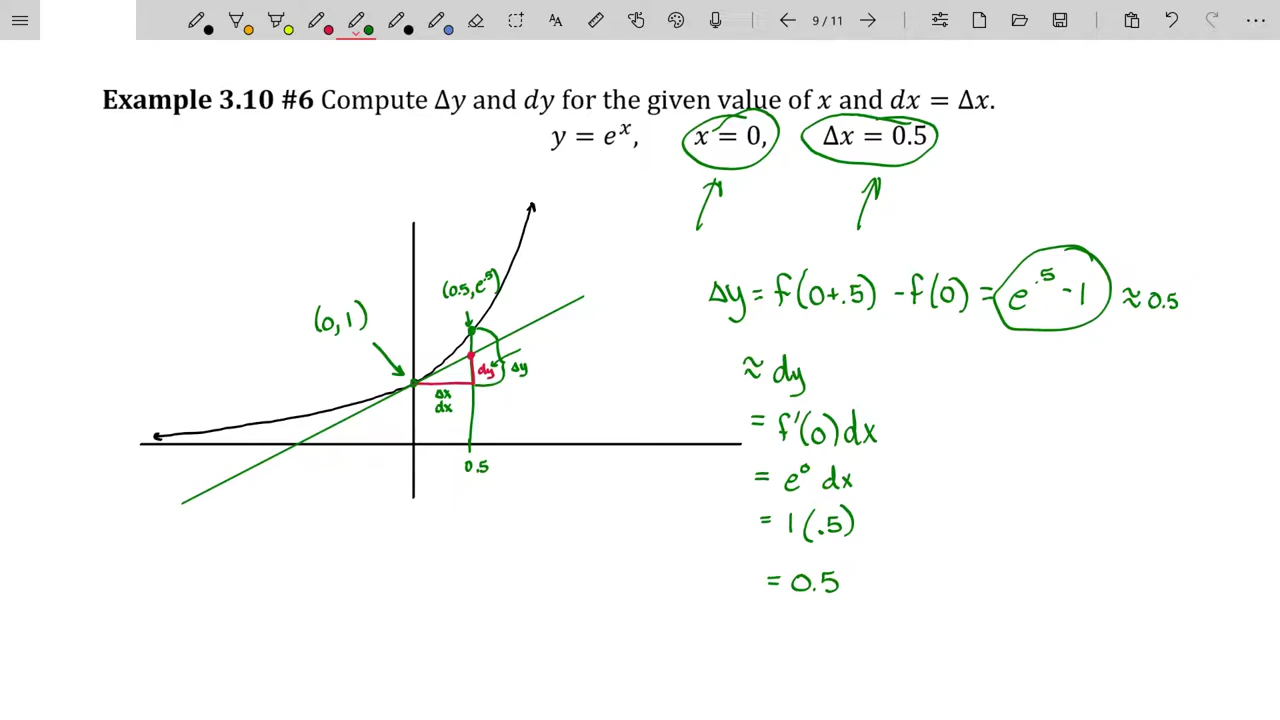 9 / 11
Example 3.10 #6 Compute Δy and dy for the given value of x and dx = Δx.
y = eˣ, x = 0, Δx = 0.5
(0.5, e^.5)
(0, 1)
Δy = f(0+.5) - f(0) = e^.5 - 1 ≈ 0.5
dy Δy
Δx
dx
0.5
≈ dy
= f'(0) dx
= e⁰ dx
= 1 (.5)
= 0.5